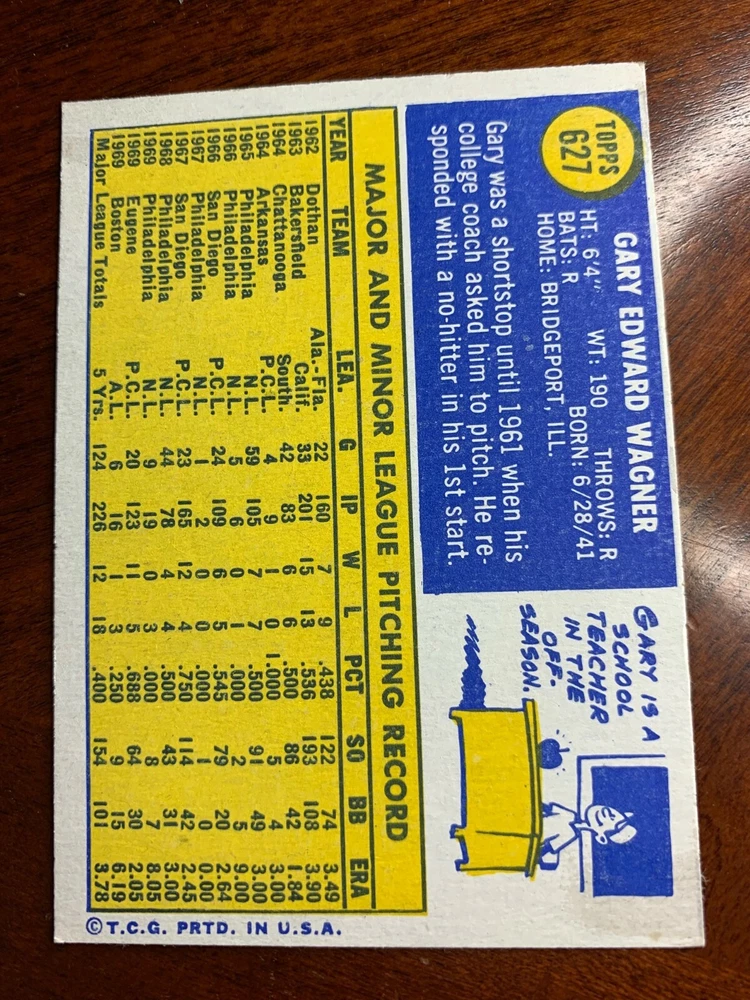 TOPPS
627
GARY EDWARD WAGNER
HT: 6'4" WT: 190 THROWS: R
BATS: R BORN: 6/28/41
HOME: BRIDGEPORT, ILL.
Gary was a shortstop until 1961 when his
college coach asked him to pitch. He re-
sponded with a no-hitter in his 1st start.
GARY IS A
SCHOOL
TEACHER
IN THE
OFF-
SEASON.
MAJOR AND MINOR LEAGUE PITCHING RECORD
YEAR TEAM LEA. G IP W L PCT SO BB ERA
1962 Dothan Ala.-Fla. 22 160 7 9 .438 122 74 3.49
1963 Bakersfield Calif. 33 201 15 13 .536 193 108 3.90
1964 Chattanooga South. 42 83 6 6 .500 86 42 1.84
1964 Arkansas P.C.L. 4 9 1 0 1.000 5 4 3.00
1965 Philadelphia N.L. 59 105 7 7 .500 91 49 3.00
1966 Philadelphia N.L. 5 6 0 1 .000 2 5 9.00
1966 San Diego P.C.L. 24 109 6 5 .545 79 20 2.64
1967 Philadelphia N.L. 1 2 0 0 .000 1 0 0.00
1967 San Diego P.C.L. 23 165 12 4 .750 114 42 2.45
1968 Philadelphia N.L. 44 78 4 4 .500 43 31 3.00
1969 Philadelphia N.L. 9 19 0 3 .000 8 7 8.05
1969 Eugene P.C.L. 20 123 11 5 .688 64 30 2.05
1969 Boston A.L. 6 16 1 3 .250 9 15 6.19
Major League Totals 5 Yrs. 124 226 12 18 .400 154 101 3.78
©T.C.G. PRTD. IN U.S.A.